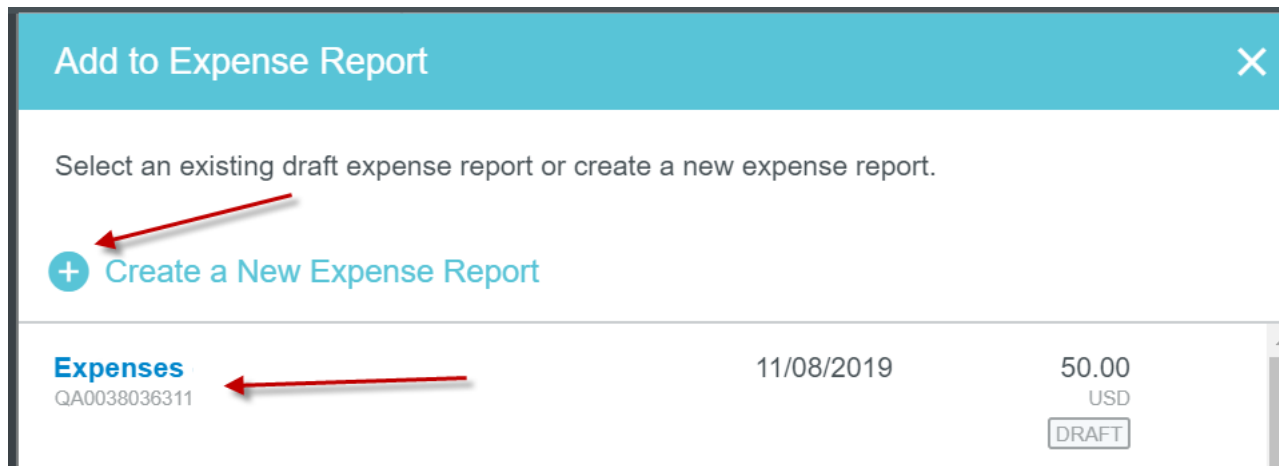 Add to Expense Report
Select an existing draft expense report or create a new expense report.
Create a New Expense Report
Expenses 11/08/2019 50.00
QA0038036311 USD
DRAFT